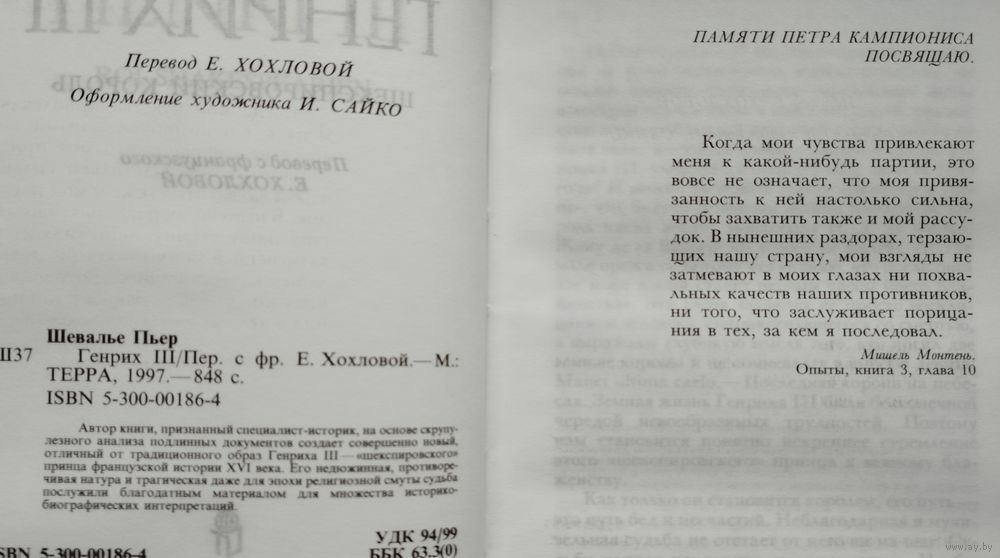 Перевод Е. ХОХЛОВОЙ
Оформление художника И. САЙКО
Шевалье Пьер
Ш37
Генрих III/Пер. с фр. Е. Хохловой.—М.:
ТЕРРА, 1997.—848 с.
ISBN 5-300-00186-4
Автор книги, признанный специалист-историк, на основе скрупу-
лезного анализа подлинных документов создает совершенно новый,
отличный от традиционного образ Генриха III — «шекспировского»
принца французской истории XVI века. Его недюжинная, противоре-
чивая натура и трагическая даже для эпохи религиозной смуты судьба
послужили благодатным материалом для множества историко-
биографических интерпретаций.
УДК 94/99
ББК 63.3(0)
ISBN 5-300-00186-4
ПАМЯТИ ПЕТРА КАМПИОНИСА
ПОСВЯЩАЮ.
Когда мои чувства привлекают
меня к какой-нибудь партии, это
вовсе не означает, что моя привя-
занность к ней настолько сильна,
чтобы захватить также и мой рассу-
док. В нынешних раздорах, терзаю-
щих нашу страну, мои взгляды не
затмевают в моих глазах ни похва-
льных качеств наших противников,
ни того, что заслуживает порица-
ния в тех, за кем я последовал.
Мишель Монтень.
Опыты, книга 3, глава 10
www.ay.by